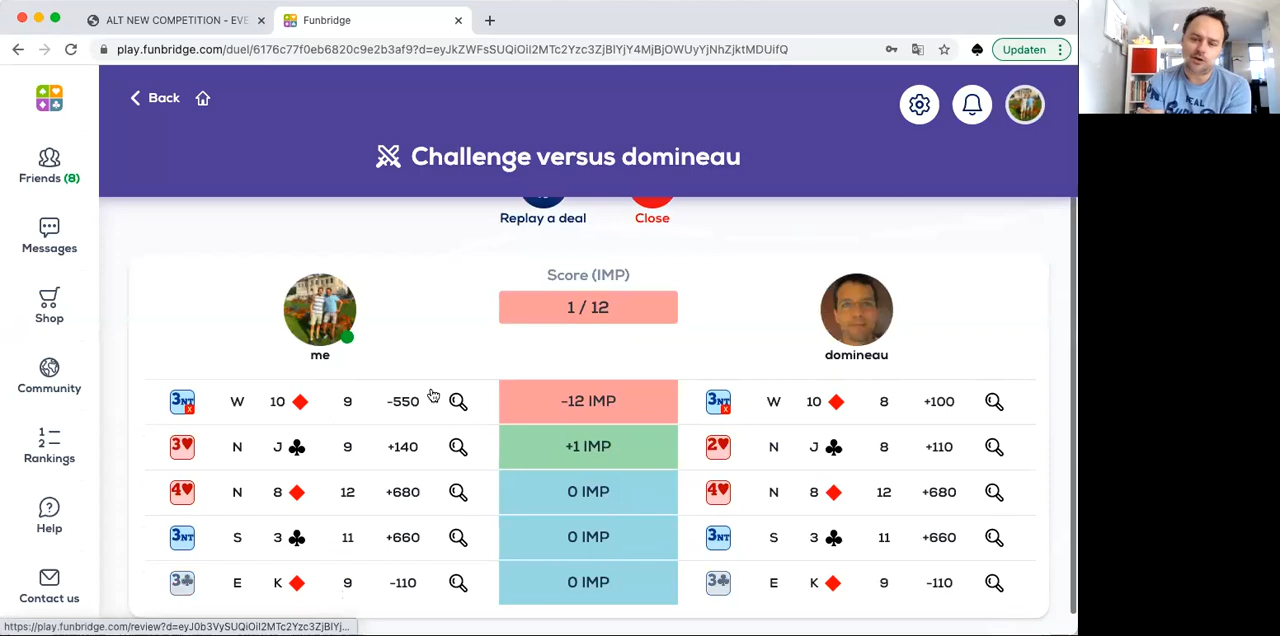 ALT NEW COMPETITION - EVE
Funbridge
play.funbridge.com/duel/6176c77f0eb6820c9e2b3af9?d=eyJkZWFsSUQiOiI2MTc2Yzc3ZjBlYjY4MjBjOWUyYjNhZjktMDUifQ
Updaten
Back
Challenge versus domineau
Friends (8)
Messages
Shop
Community
Rankings
Help
Contact us
Replay a deal
Close
Score (IMP)
1 / 12
me
domineau
3NT x W 10♦ 9 -550 -12 IMP 3NT x W 10♦ 8 +100
3♥ N J♣ 9 +140 +1 IMP 2♥ N J♣ 8 +110
4♥ N 8♦ 12 +680 0 IMP 4♥ N 8♦ 12 +680
3NT S 3♣ 11 +660 0 IMP 3NT S 3♣ 11 +660
3♣ E K♦ 9 -110 0 IMP 3♣ E K♦ 9 -110
https://play.funbridge.com/review?d=eyJ0b3VySUQiOiI2MTc2Yzc3ZjBlYj...